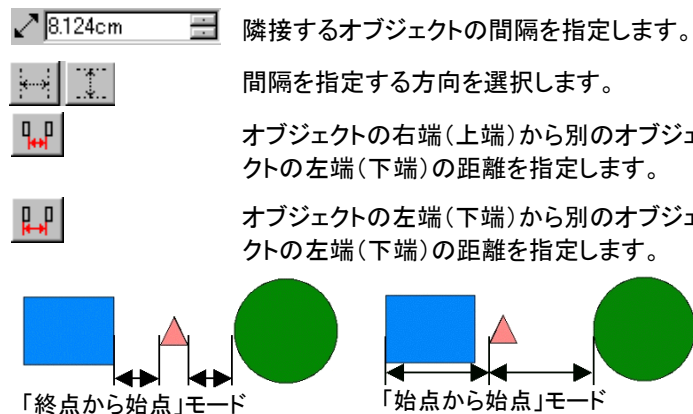 8.124cm
隣接するオブジェクトの間隔を指定します。
間隔を指定する方向を選択します。
オブジェクトの右端（上端）から別のオブジェ
クトの左端（下端）の距離を指定します。
オブジェクトの左端（下端）から別のオブジェ
クトの左端（下端）の距離を指定します。
「終点から始点」モード
「始点から始点」モード